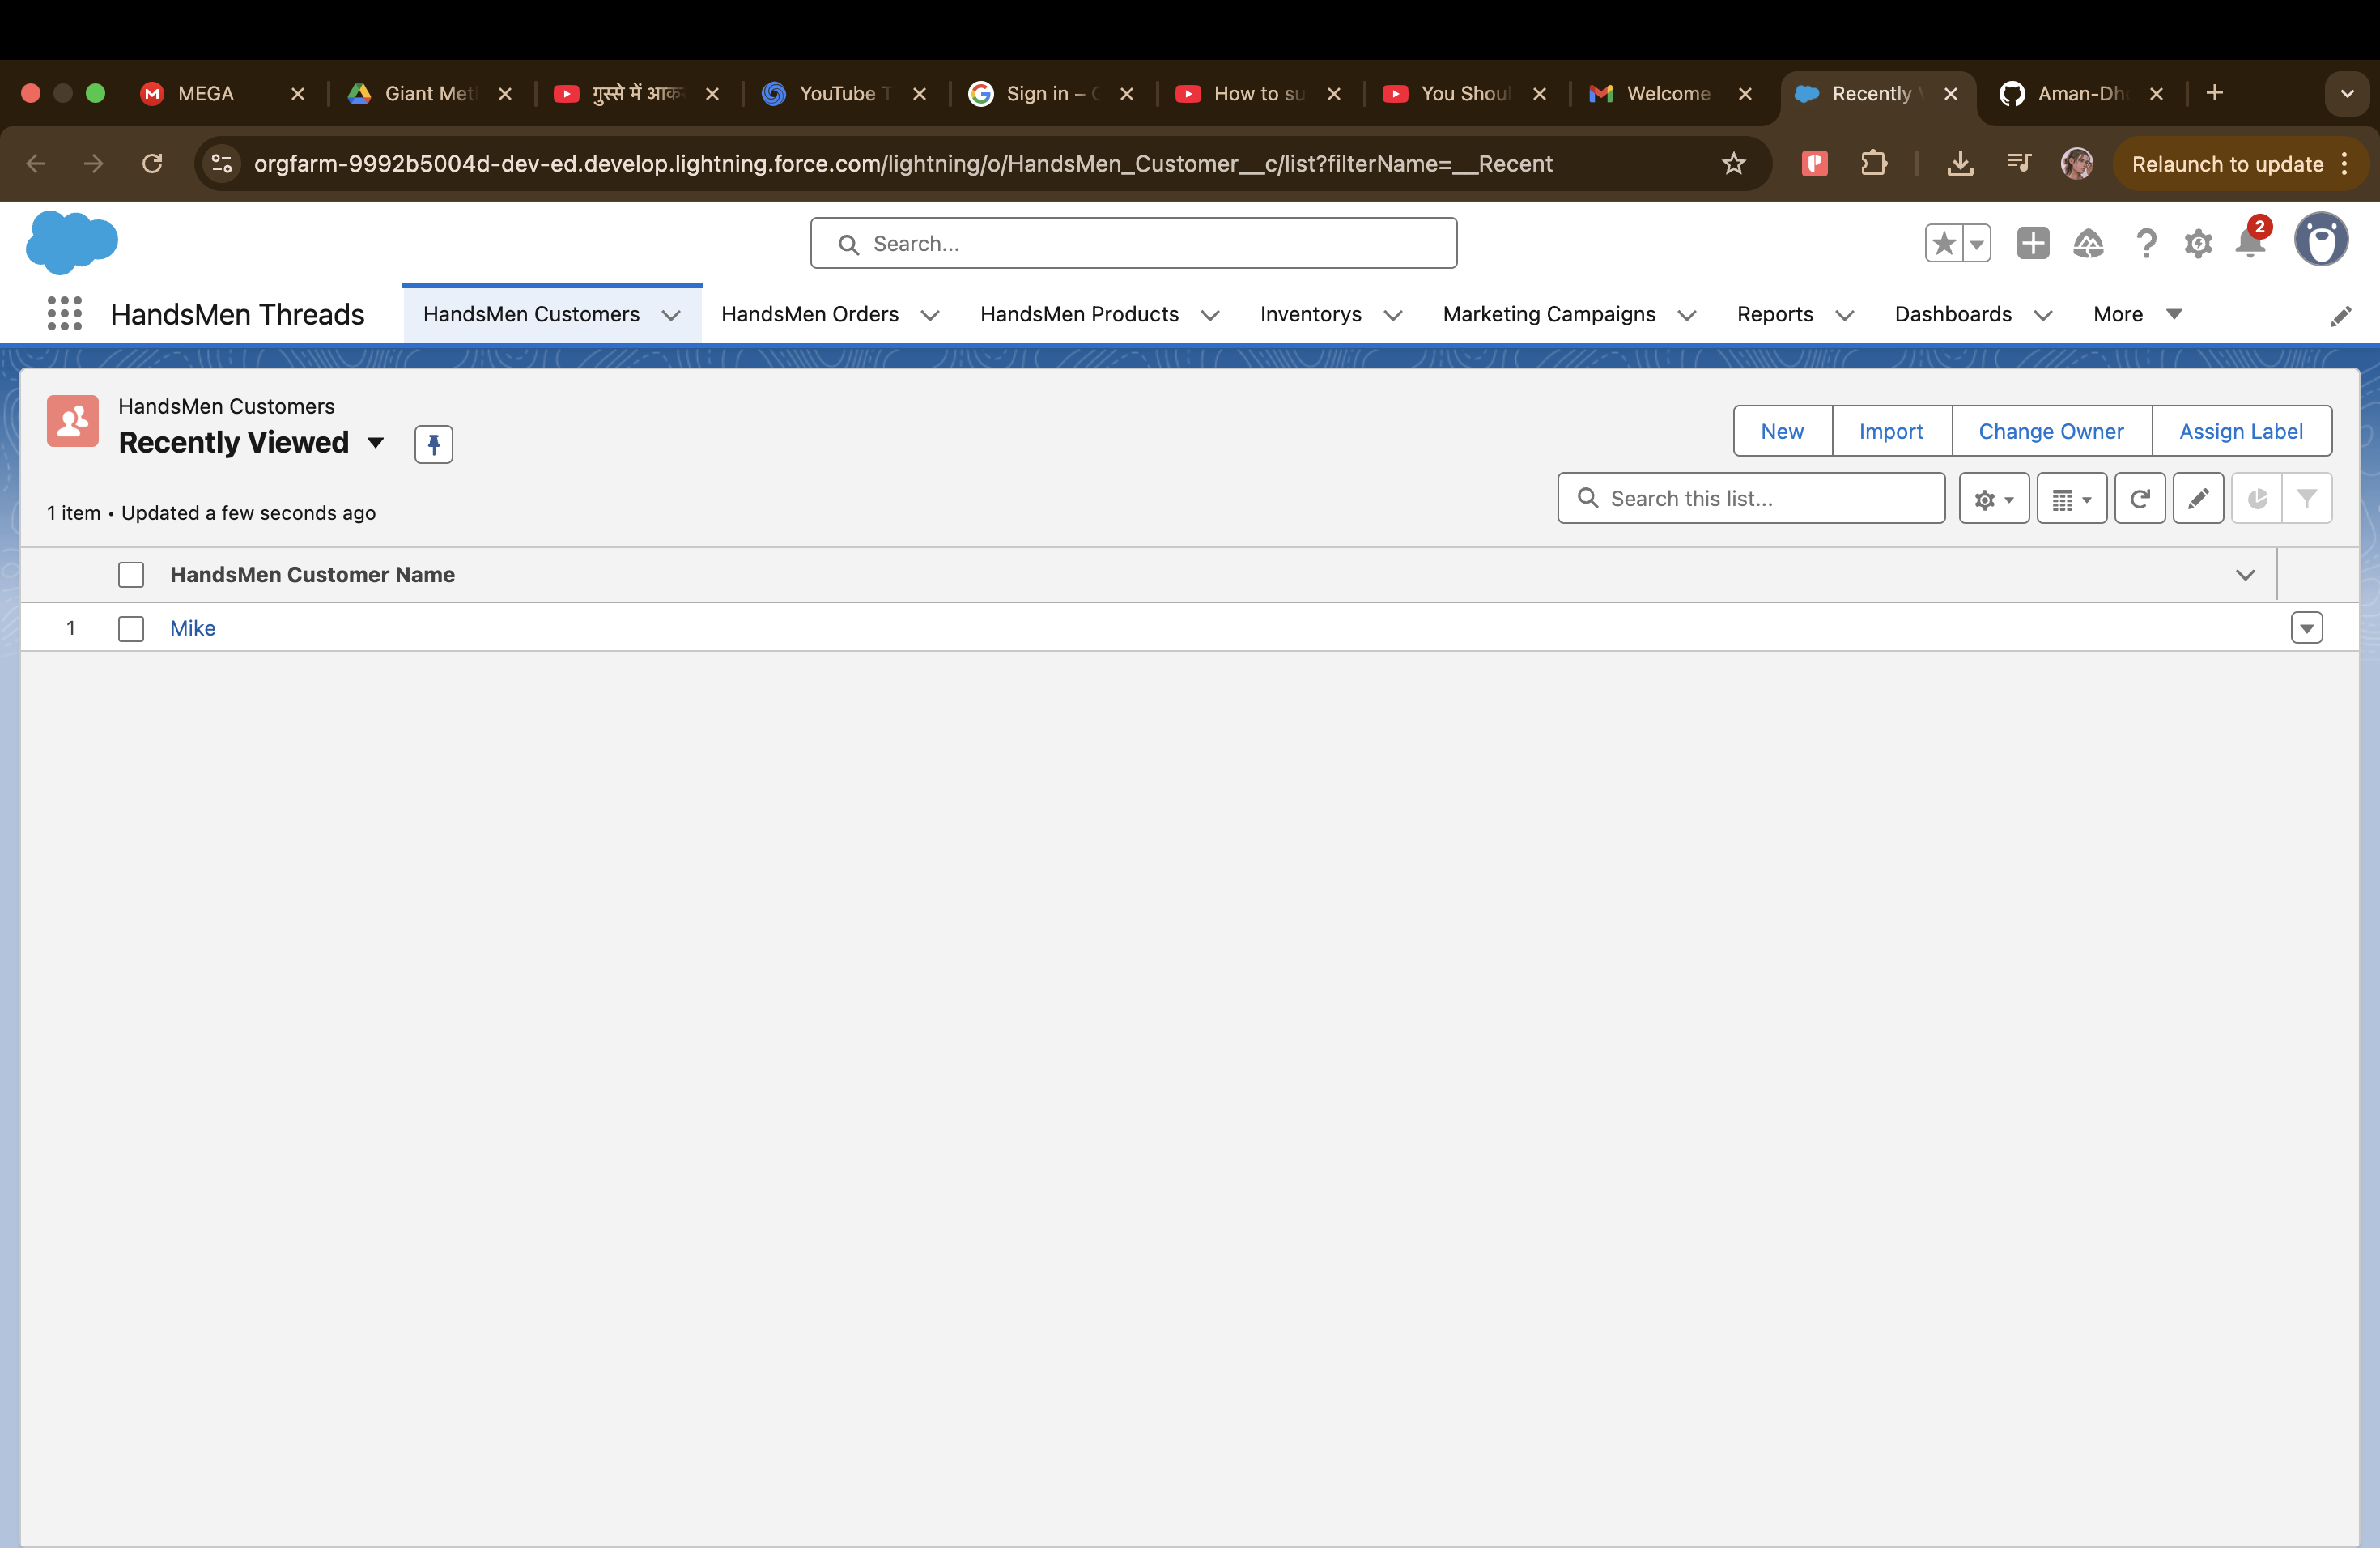 MEGA
Giant Met
गुस्से में आक
YouTube T
Sign in –
How to su
You Shoul
Welcome
Recently
Aman-Dh
orgfarm-9992b5004d-dev-ed.develop.lightning.force.com/lightning/o/HandsMen_Customer__c/list?filterName=__Recent
Relaunch to update
Search...
2
HandsMen Threads
HandsMen Customers
HandsMen Orders
HandsMen Products
Inventorys
Marketing Campaigns
Reports
Dashboards
More
HandsMen Customers
Recently Viewed
New
Import
Change Owner
Assign Label
1 item • Updated a few seconds ago
Search this list...
HandsMen Customer Name
1 Mike